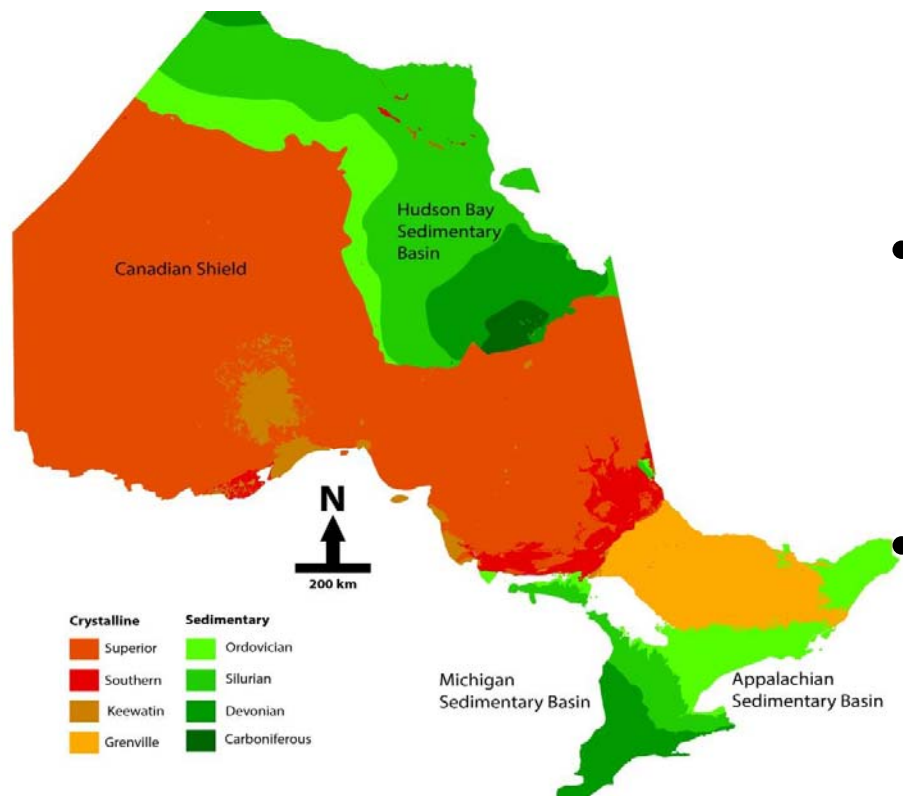 Hudson Bay
Sedimentary
Basin
Canadian Shield
N
200 km
Crystalline
Superior
Southern
Keewatin
Grenville
Sedimentary
Ordovician
Silurian
Devonian
Carboniferous
Michigan
Sedimentary Basin
Appalachian
Sedimentary Basin